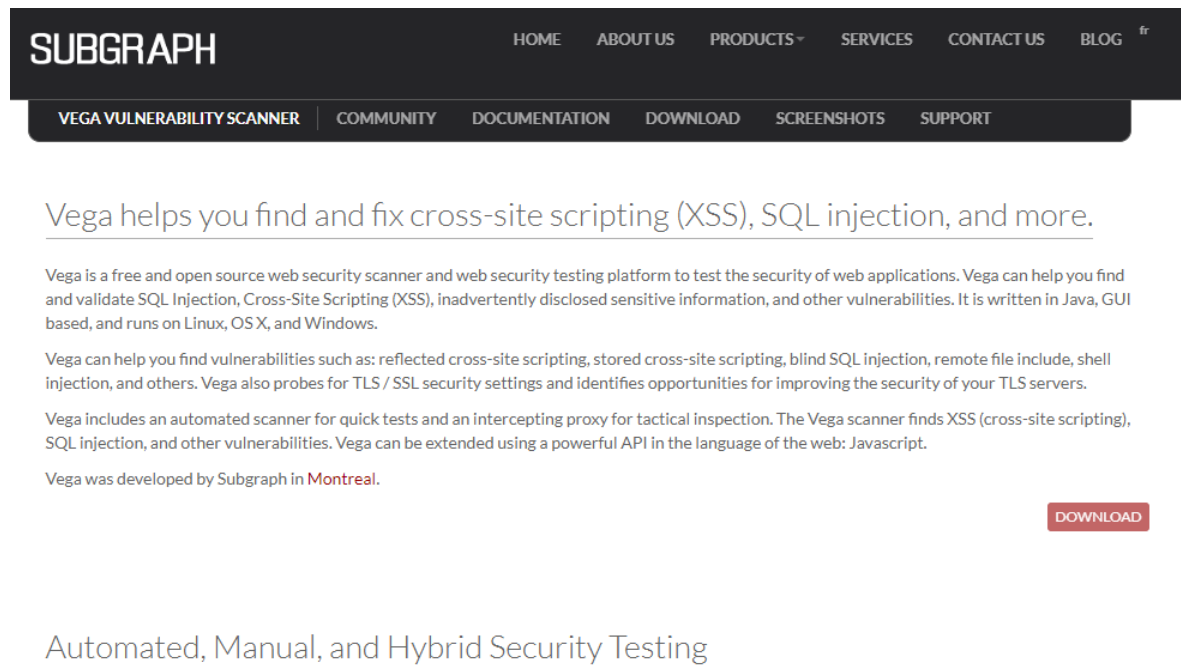 SUBGRAPH
HOME ABOUT US PRODUCTS SERVICES CONTACT US BLOG fr
VEGA VULNERABILITY SCANNER COMMUNITY DOCUMENTATION DOWNLOAD SCREENSHOTS SUPPORT
Vega helps you find and fix cross-site scripting (XSS), SQL injection, and more.
Vega is a free and open source web security scanner and web security testing platform to test the security of web applications. Vega can help you find
and validate SQL Injection, Cross-Site Scripting (XSS), inadvertently disclosed sensitive information, and other vulnerabilities. It is written in Java, GUI
based, and runs on Linux, OS X, and Windows.
Vega can help you find vulnerabilities such as: reflected cross-site scripting, stored cross-site scripting, blind SQL injection, remote file include, shell
injection, and others. Vega also probes for TLS / SSL security settings and identifies opportunities for improving the security of your TLS servers.
Vega includes an automated scanner for quick tests and an intercepting proxy for tactical inspection. The Vega scanner finds XSS (cross-site scripting),
SQL injection, and other vulnerabilities. Vega can be extended using a powerful API in the language of the web: Javascript.
Vega was developed by Subgraph in Montreal.
DOWNLOAD
Automated, Manual, and Hybrid Security Testing